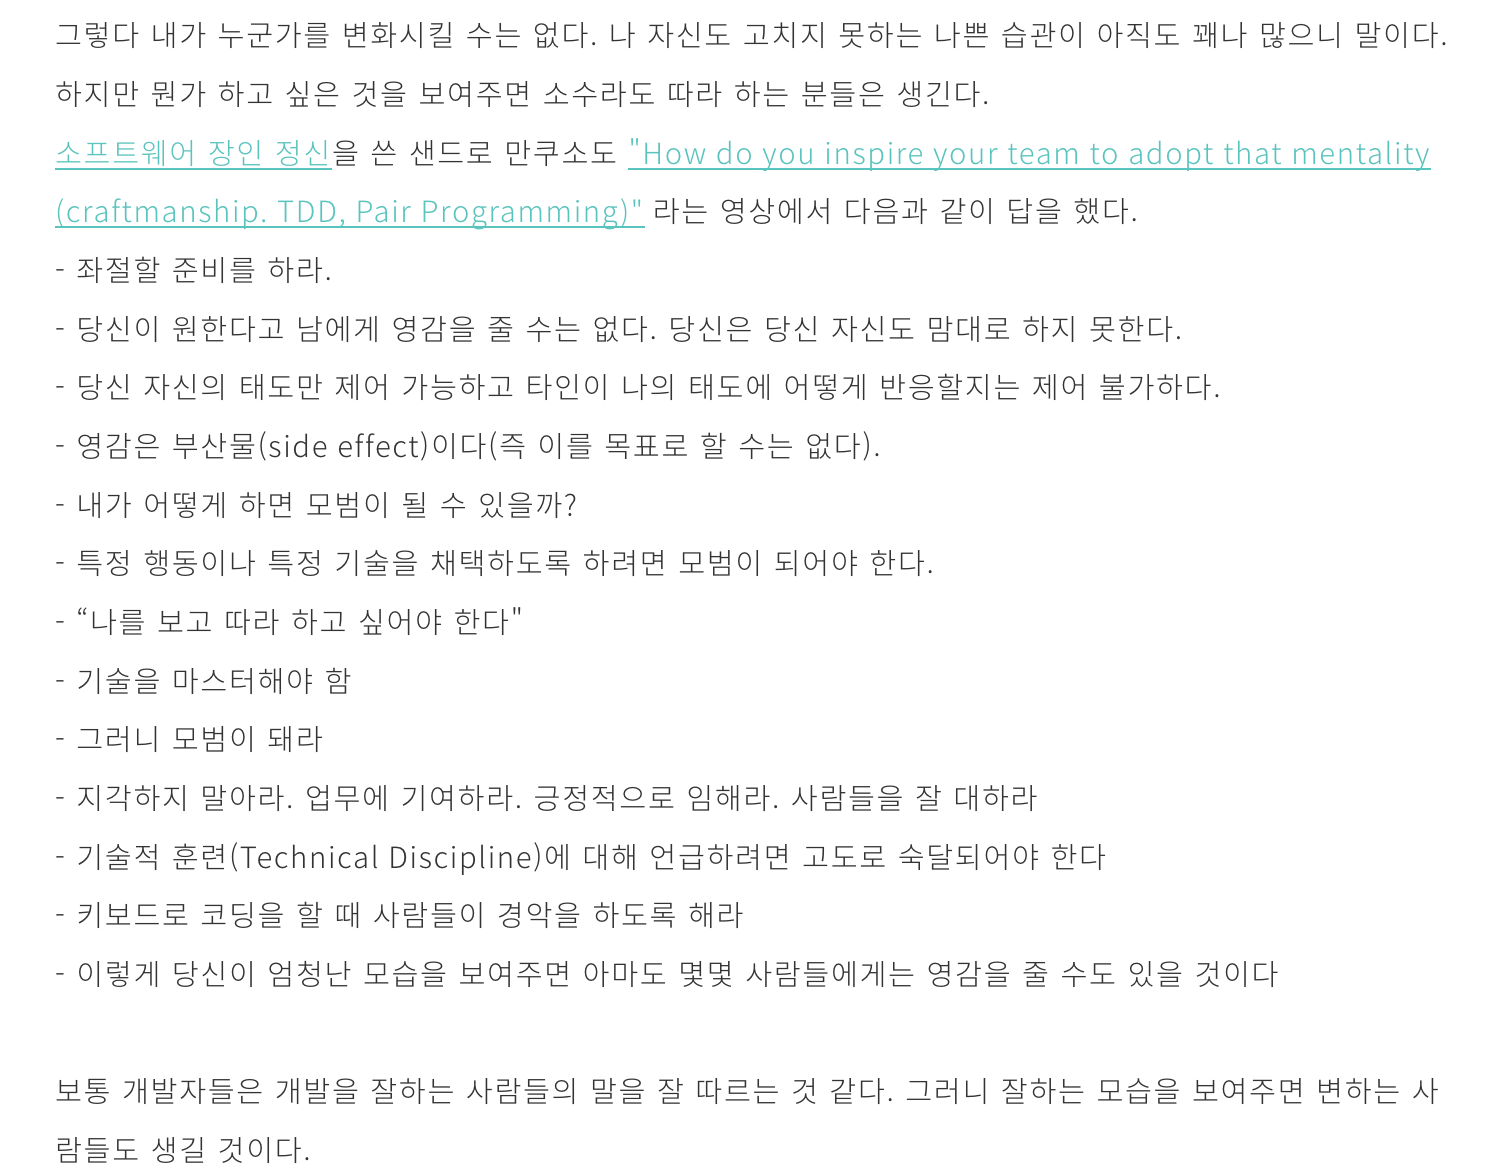 그렇다 내가 누군가를 변화시킬 수는 없다. 나 자신도 고치지 못하는 나쁜 습관이 아직도 꽤나 많으니 말이다.
하지만 뭔가 하고 싶은 것을 보여주면 소수라도 따라 하는 분들은 생긴다.
소프트웨어 장인 정신을 쓴 샌드로 만쿠소도 "How do you inspire your team to adopt that mentality
(craftmanship. TDD, Pair Programming)" 라는 영상에서 다음과 같이 답을 했다.
- 좌절할 준비를 하라.
- 당신이 원한다고 남에게 영감을 줄 수는 없다. 당신은 당신 자신도 맘대로 하지 못한다.
- 당신 자신의 태도만 제어 가능하고 타인이 나의 태도에 어떻게 반응할지는 제어 불가하다.
- 영감은 부산물(side effect)이다(즉 이를 목표로 할 수는 없다).
- 내가 어떻게 하면 모범이 될 수 있을까?
- 특정 행동이나 특정 기술을 채택하도록 하려면 모범이 되어야 한다.
- “나를 보고 따라 하고 싶어야 한다"
- 기술을 마스터해야 함
- 그러니 모범이 돼라
- 지각하지 말아라. 업무에 기여하라. 긍정적으로 임해라. 사람들을 잘 대하라
- 기술적 훈련(Technical Discipline)에 대해 언급하려면 고도로 숙달되어야 한다
- 키보드로 코딩을 할 때 사람들이 경악을 하도록 해라
- 이렇게 당신이 엄청난 모습을 보여주면 아마도 몇몇 사람들에게는 영감을 줄 수도 있을 것이다
보통 개발자들은 개발을 잘하는 사람들의 말을 잘 따르는 것 같다. 그러니 잘하는 모습을 보여주면 변하는 사
람들도 생길 것이다.